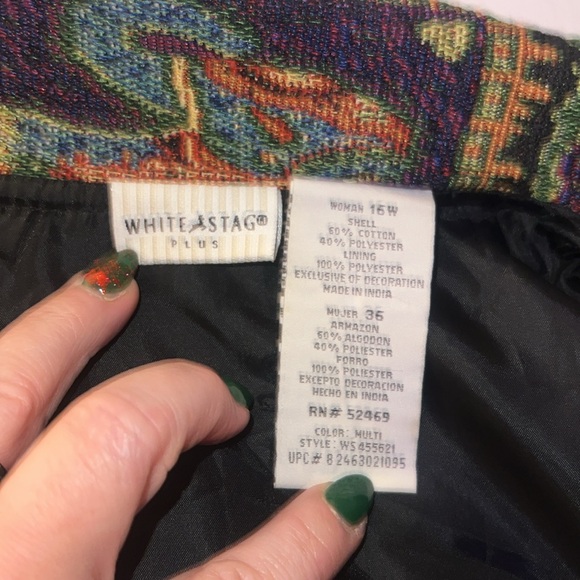 WHITE STAG®
PLUS
WOMAN 16W
SHELL
60% COTTON
40% POLYESTER
LINING
100% POLYESTER
EXCLUSIVE OF DECORATION
MADE IN INDIA
MUJER 36
ARMAZON
60% ALGODON
40% POLIESTER
FORRO
100% POLIESTER
EXCEPTO DECORACION
HECHO EN INDIA
RN# 52469
COLOR: MULTI
STYLE: WS455621
UPC# 8 2463021095